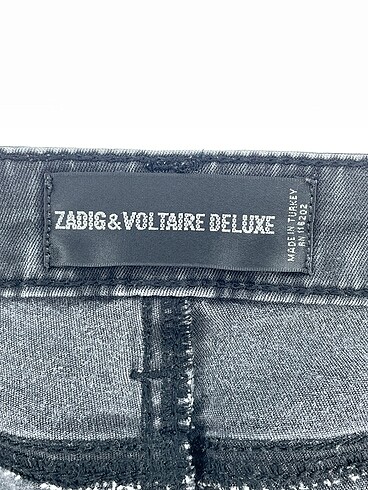 ZADIG&VOLTAIRE DELUXE
MADE IN TURKEY
RN 118202